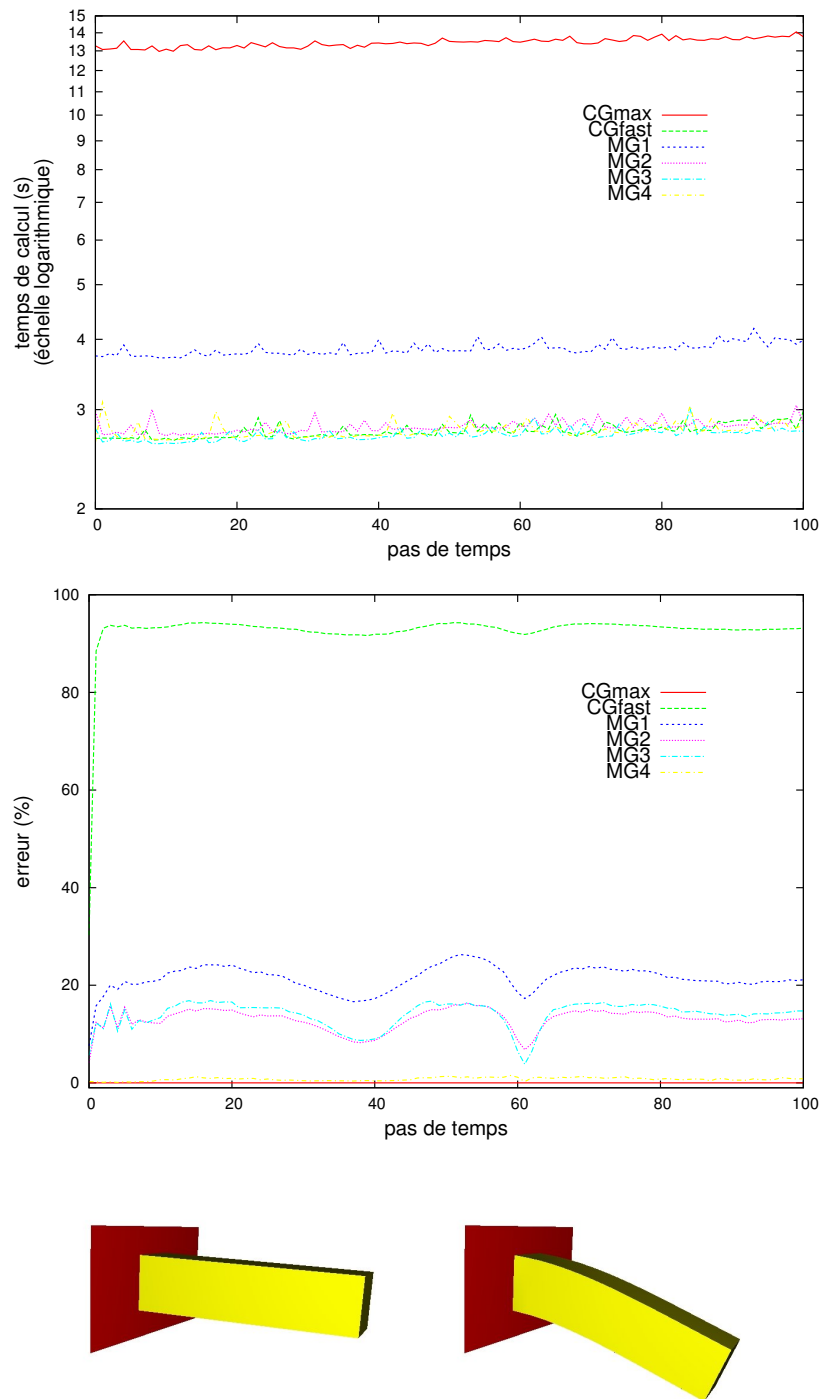 15
14
13
12
11
10
9
8
7
6
5
4
3
2
temps de calcul (s)
(échelle logarithmique)
CGmax
CGfast
MG1
MG2
MG3
MG4
0 20 40 60 80 100
pas de temps
100
80
60
40
20
0
erreur (%)
CGmax
CGfast
MG1
MG2
MG3
MG4
0 20 40 60 80 100
pas de temps